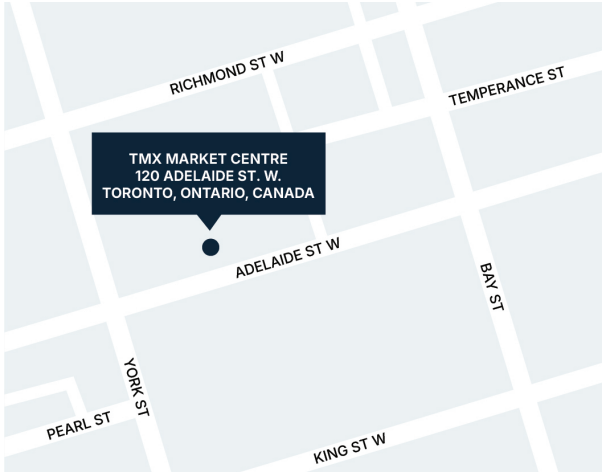 RICHMOND ST W
TEMPERANCE ST
TMX MARKET CENTRE
120 ADELAIDE ST. W.
TORONTO, ONTARIO, CANADA
ADELAIDE ST W
BAY ST
YORK ST
PEARL ST
KING ST W